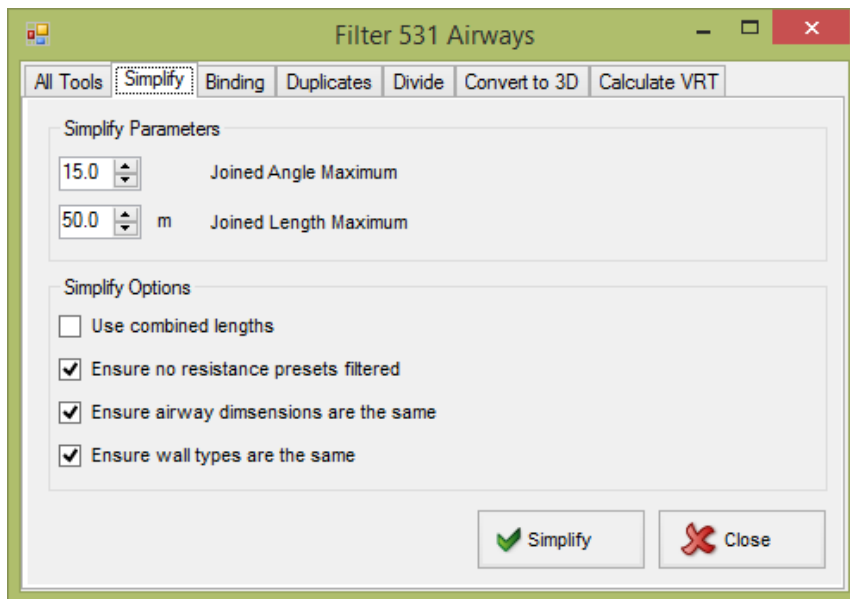 Filter 531 Airways
All Tools Simplify Binding Duplicates Divide Convert to 3D Calculate VRT
Simplify Parameters
15.0 Joined Angle Maximum
50.0 m Joined Length Maximum
Simplify Options
Use combined lengths
Ensure no resistance presets filtered
Ensure airway dimsensions are the same
Ensure wall types are the same
Simplify Close